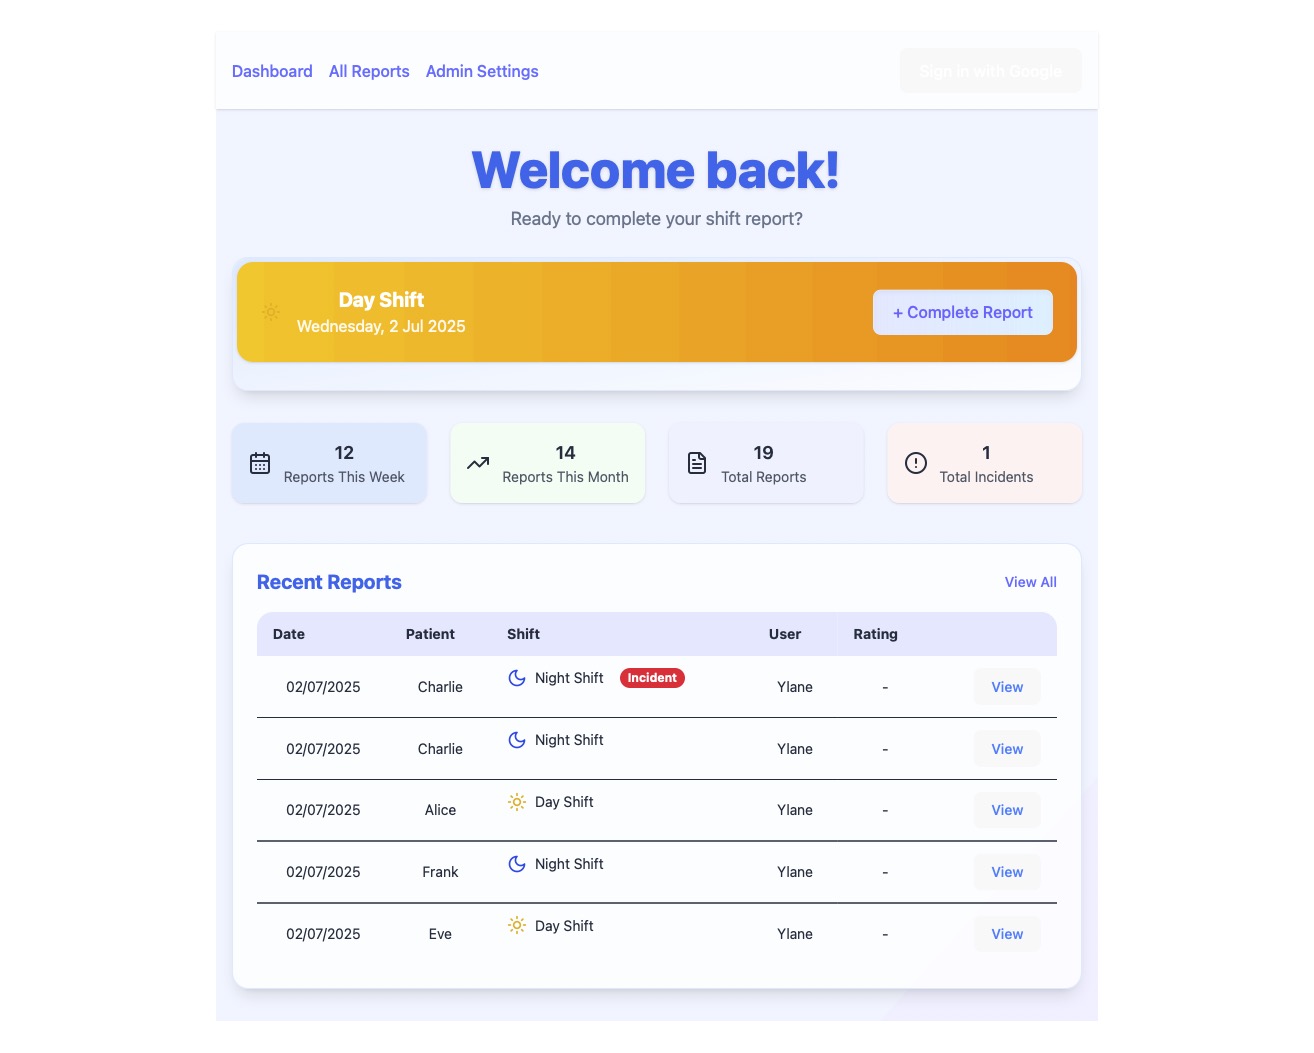 Dashboard All Reports Admin Settings Sign in with Google
Welcome back!
Ready to complete your shift report?
Day Shift
Wednesday, 2 Jul 2025
+ Complete Report
12
Reports This Week
14
Reports This Month
19
Total Reports
1
Total Incidents
Recent Reports View All
Date Patient Shift User Rating
02/07/2025 Charlie Night Shift Incident Ylane - View
02/07/2025 Charlie Night Shift Ylane - View
02/07/2025 Alice Day Shift Ylane - View
02/07/2025 Frank Night Shift Ylane - View
02/07/2025 Eve Day Shift Ylane - View